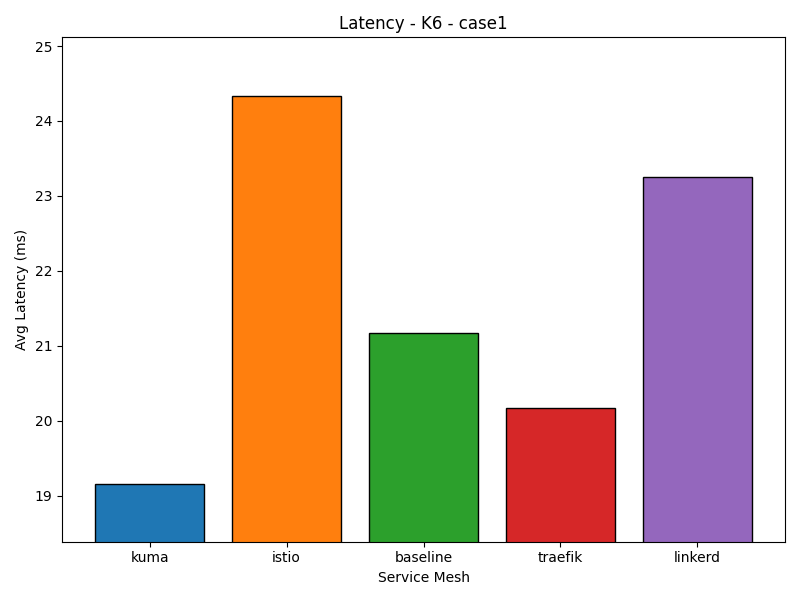 Latency - K6 - case1
25
24
23
22
21
20
19
Avg Latency (ms)
kuma istio baseline traefik linkerd
Service Mesh